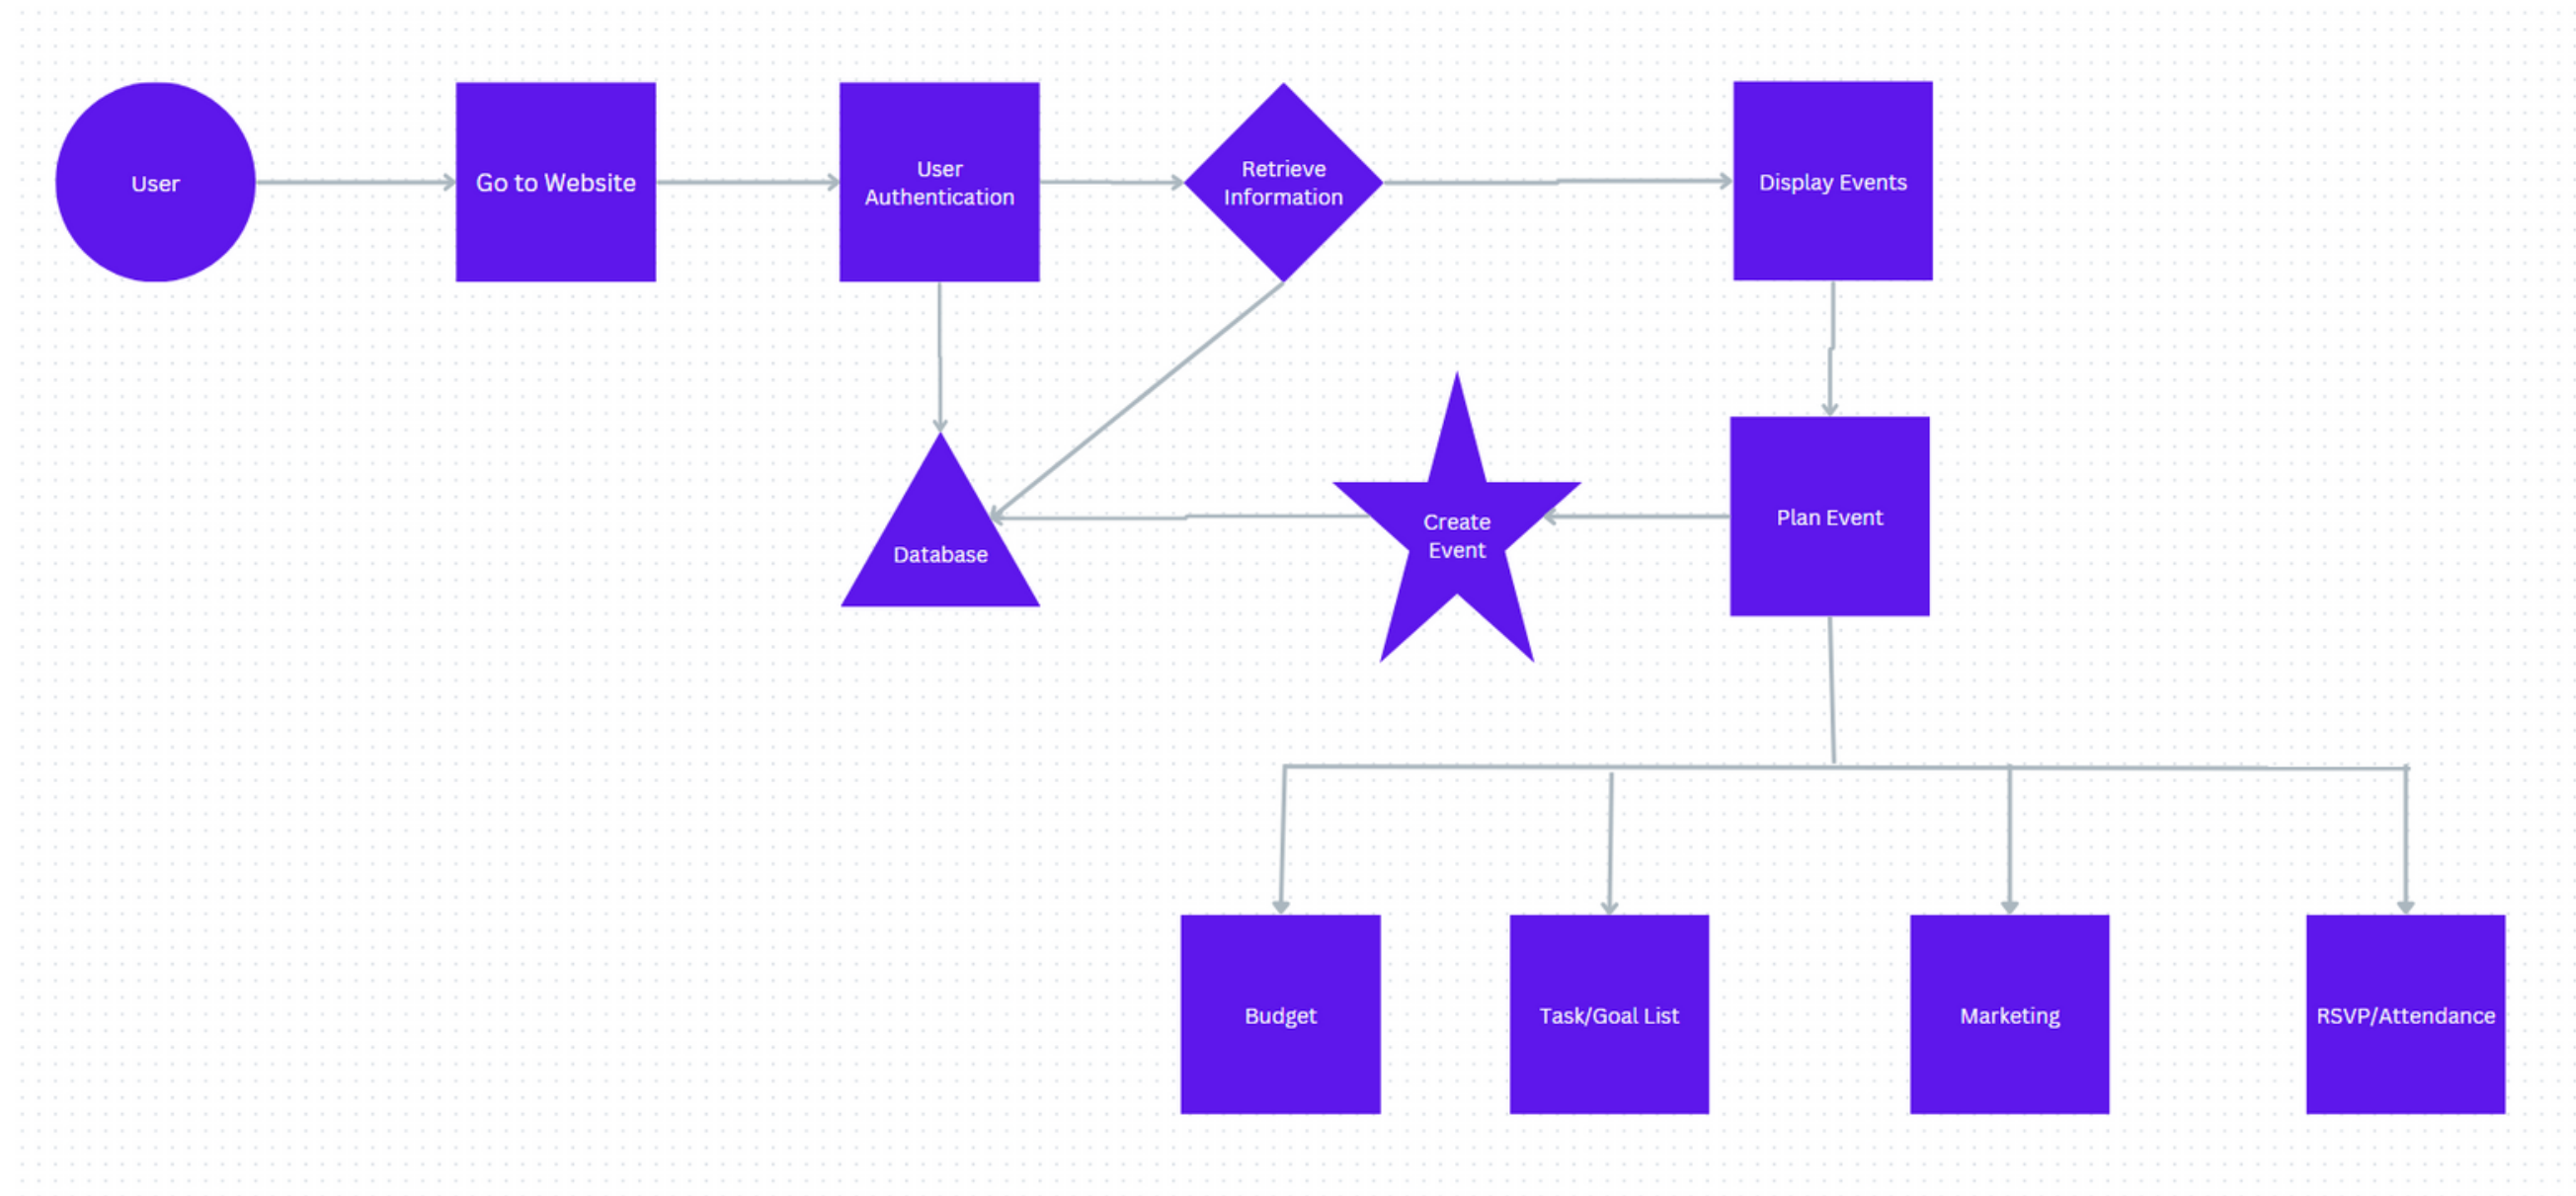 User
Go to Website
User
Authentication
Retrieve
Information
Display Events
Database
Create
Event
Plan Event
Budget
Task/Goal List
Marketing
RSVP/Attendance